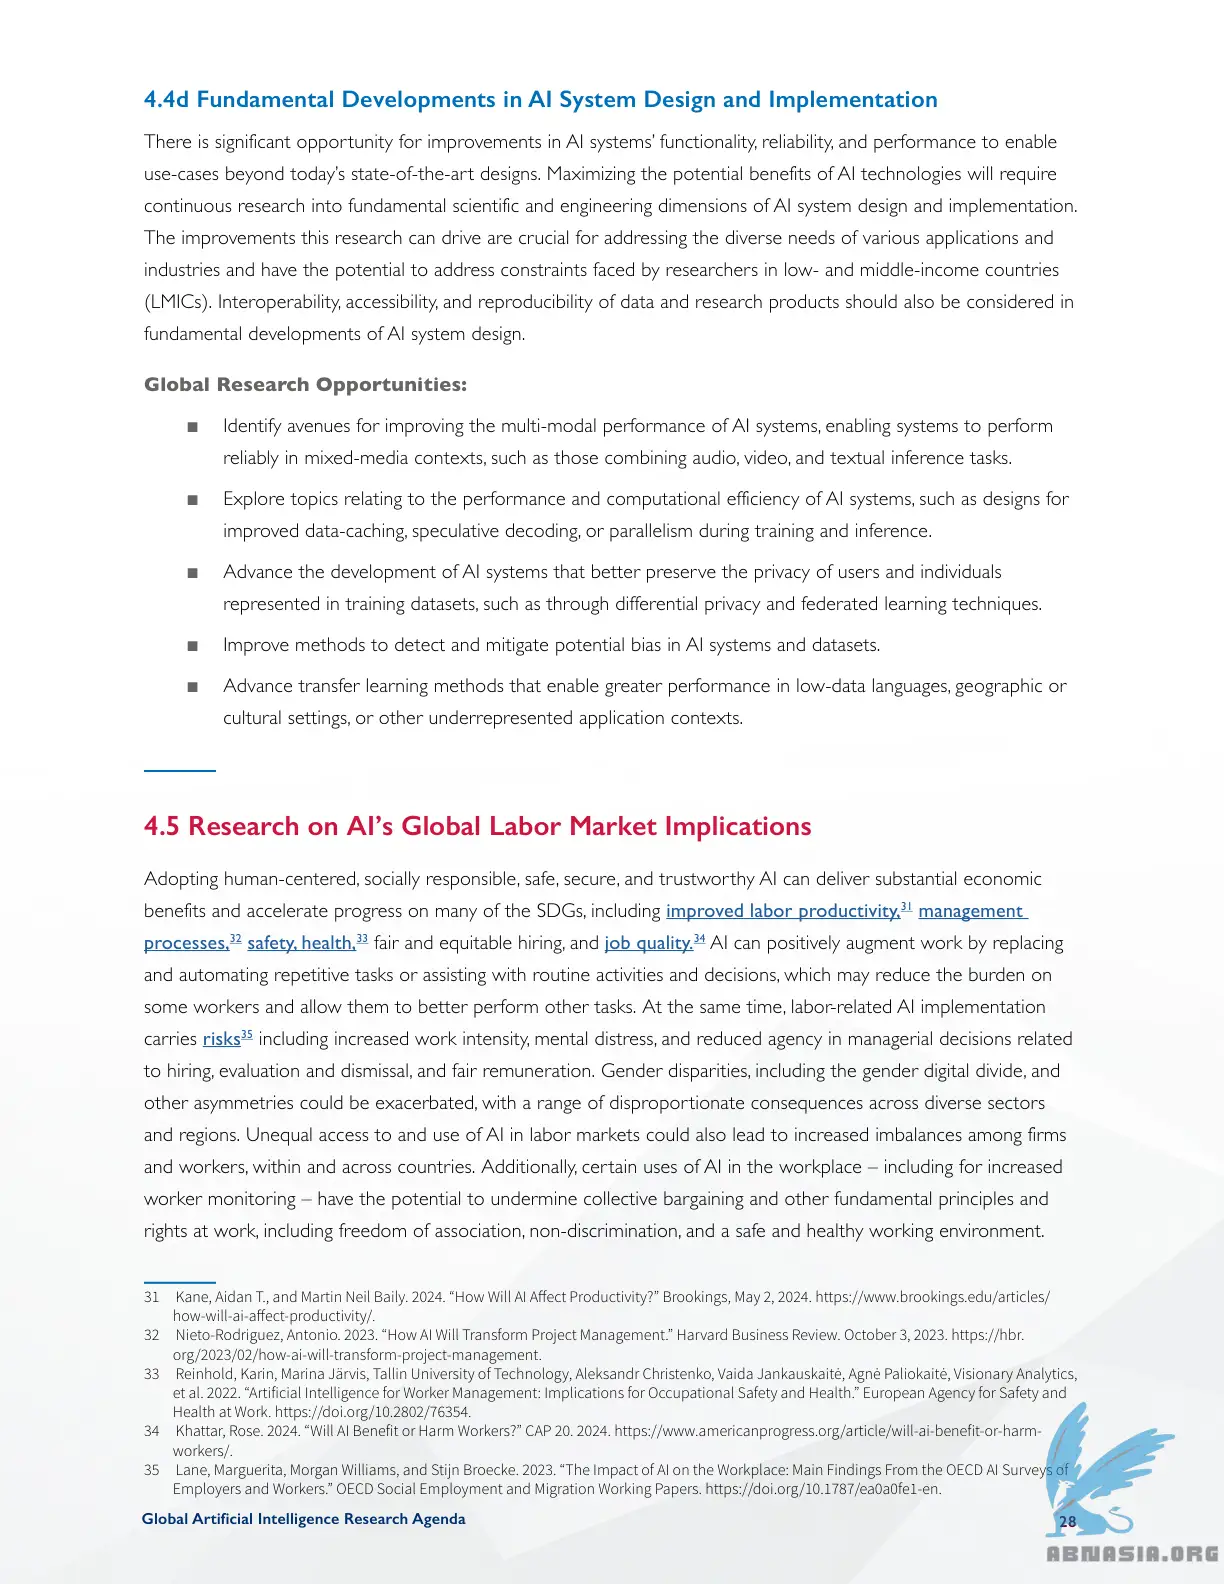 4.4d Fundamental Developments in AI System Design and Implementation
There is significant opportunity for improvements in AI systems’ functionality, reliability, and performance to enable
use-cases beyond today’s state-of-the-art designs. Maximizing the potential benefits of AI technologies will require
continuous research into fundamental scientific and engineering dimensions of AI system design and implementation.
The improvements this research can drive are crucial for addressing the diverse needs of various applications and
industries and have the potential to address constraints faced by researchers in low- and middle-income countries
(LMICs). Interoperability, accessibility, and reproducibility of data and research products should also be considered in
fundamental developments of AI system design.
Global Research Opportunities:
■ Identify avenues for improving the multi-modal performance of AI systems, enabling systems to perform
reliably in mixed-media contexts, such as those combining audio, video, and textual inference tasks.
■ Explore topics relating to the performance and computational efficiency of AI systems, such as designs for
improved data-caching, speculative decoding, or parallelism during training and inference.
■ Advance the development of AI systems that better preserve the privacy of users and individuals
represented in training datasets, such as through differential privacy and federated learning techniques.
■ Improve methods to detect and mitigate potential bias in AI systems and datasets.
■ Advance transfer learning methods that enable greater performance in low-data languages, geographic or
cultural settings, or other underrepresented application contexts.
4.5 Research on AI’s Global Labor Market Implications
Adopting human-centered, socially responsible, safe, secure, and trustworthy AI can deliver substantial economic
benefits and accelerate progress on many of the SDGs, including improved labor productivity,31 management
processes,32 safety, health,33 fair and equitable hiring, and job quality.34 AI can positively augment work by replacing
and automating repetitive tasks or assisting with routine activities and decisions, which may reduce the burden on
some workers and allow them to better perform other tasks. At the same time, labor-related AI implementation
carries risks35 including increased work intensity, mental distress, and reduced agency in managerial decisions related
to hiring, evaluation and dismissal, and fair remuneration. Gender disparities, including the gender digital divide, and
other asymmetries could be exacerbated, with a range of disproportionate consequences across diverse sectors
and regions. Unequal access to and use of AI in labor markets could also lead to increased imbalances among firms
and workers, within and across countries. Additionally, certain uses of AI in the workplace – including for increased
worker monitoring – have the potential to undermine collective bargaining and other fundamental principles and
rights at work, including freedom of association, non-discrimination, and a safe and healthy working environment.
31 Kane, Aidan T., and Martin Neil Baily. 2024. “How Will AI Affect Productivity?” Brookings, May 2, 2024. https://www.brookings.edu/articles/
how-will-ai-affect-productivity/.
32 Nieto-Rodriguez, Antonio. 2023. “How AI Will Transform Project Management.” Harvard Business Review. October 3, 2023. https://hbr.
org/2023/02/how-ai-will-transform-project-management.
33 Reinhold, Karin, Marina Järvis, Tallin University of Technology, Aleksandr Christenko, Vaida Jankauskaitė, Agnė Paliokaitė, Visionary Analytics,
et al. 2022. “Artificial Intelligence for Worker Management: Implications for Occupational Safety and Health.” European Agency for Safety and
Health at Work. https://doi.org/10.2802/76354.
34 Khattar, Rose. 2024. “Will AI Benefit or Harm Workers?” CAP 20. 2024. https://www.americanprogress.org/article/will-ai-benefit-or-harm-
workers/.
35 Lane, Marguerita, Morgan Williams, and Stijn Broecke. 2023. “The Impact of AI on the Workplace: Main Findings From the OECD AI Surveys of
Employers and Workers.” OECD Social Employment and Migration Working Papers. https://doi.org/10.1787/ea0a0fe1-en.
Global Artificial Intelligence Research Agenda
28
ABNASIA.ORG